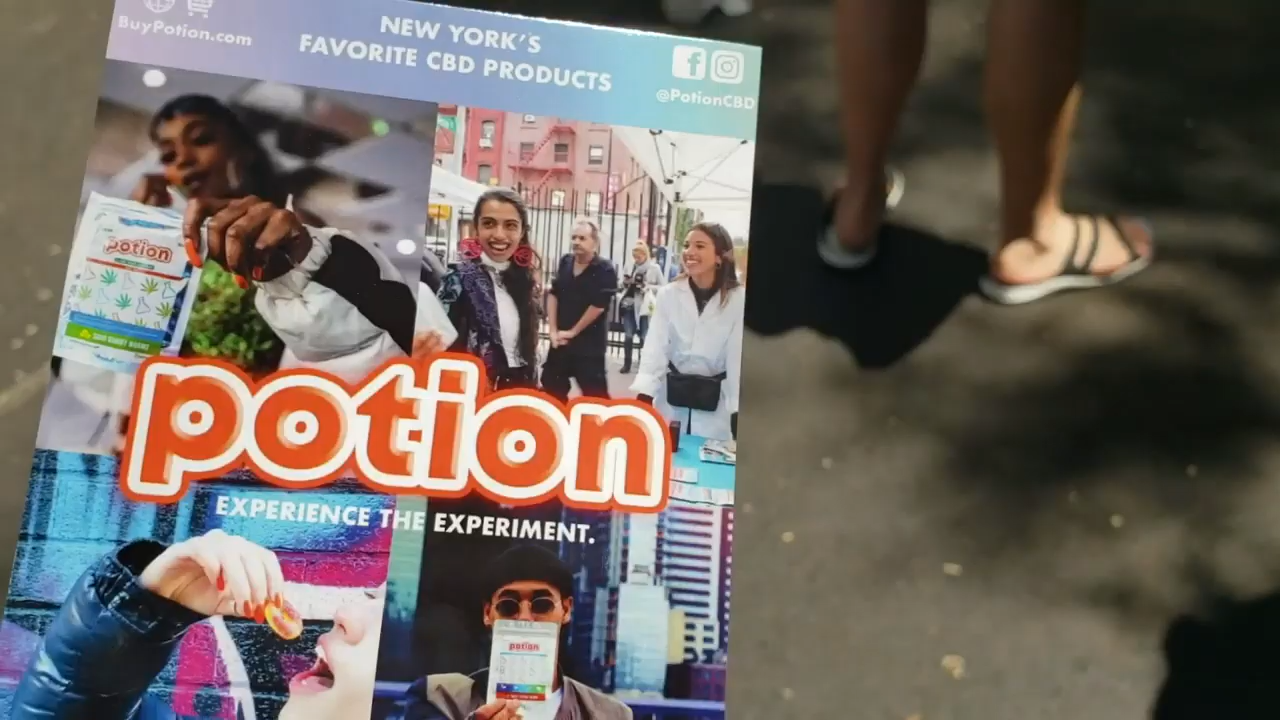 BuyPotion.com
NEW YORK'S
FAVORITE CBD PRODUCTS
@PotionCBD
potion
potion
EXPERIENCE THE EXPERIMENT.
potion